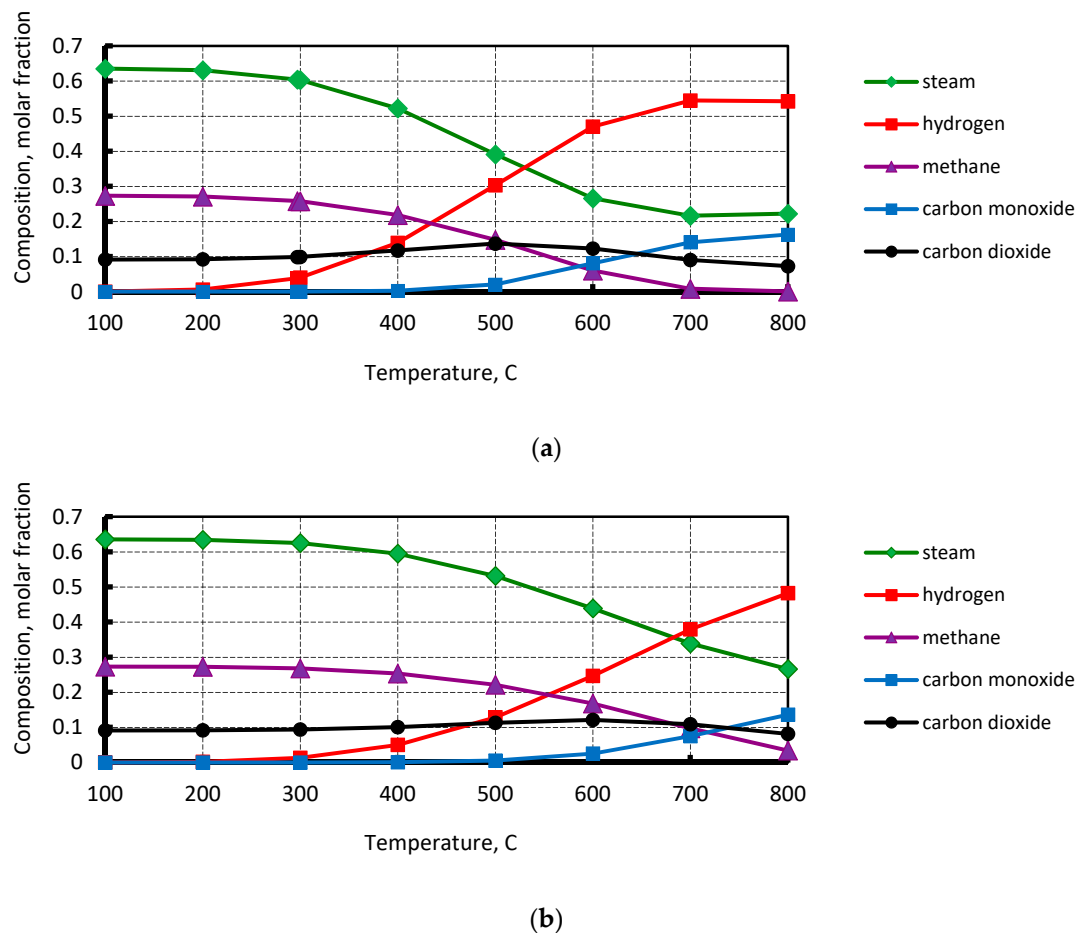 Composition, molar fraction
0.7
0.6
0.5
0.4
0.3
0.2
0.1
0
100 200 300 400 500 600 700 800
Temperature, C
steam
hydrogen
methane
carbon monoxide
carbon dioxide
(a)
Composition, molar fraction
0.7
0.6
0.5
0.4
0.3
0.2
0.1
0
100 200 300 400 500 600 700 800
Temperature, C
steam
hydrogen
methane
carbon monoxide
carbon dioxide
(b)